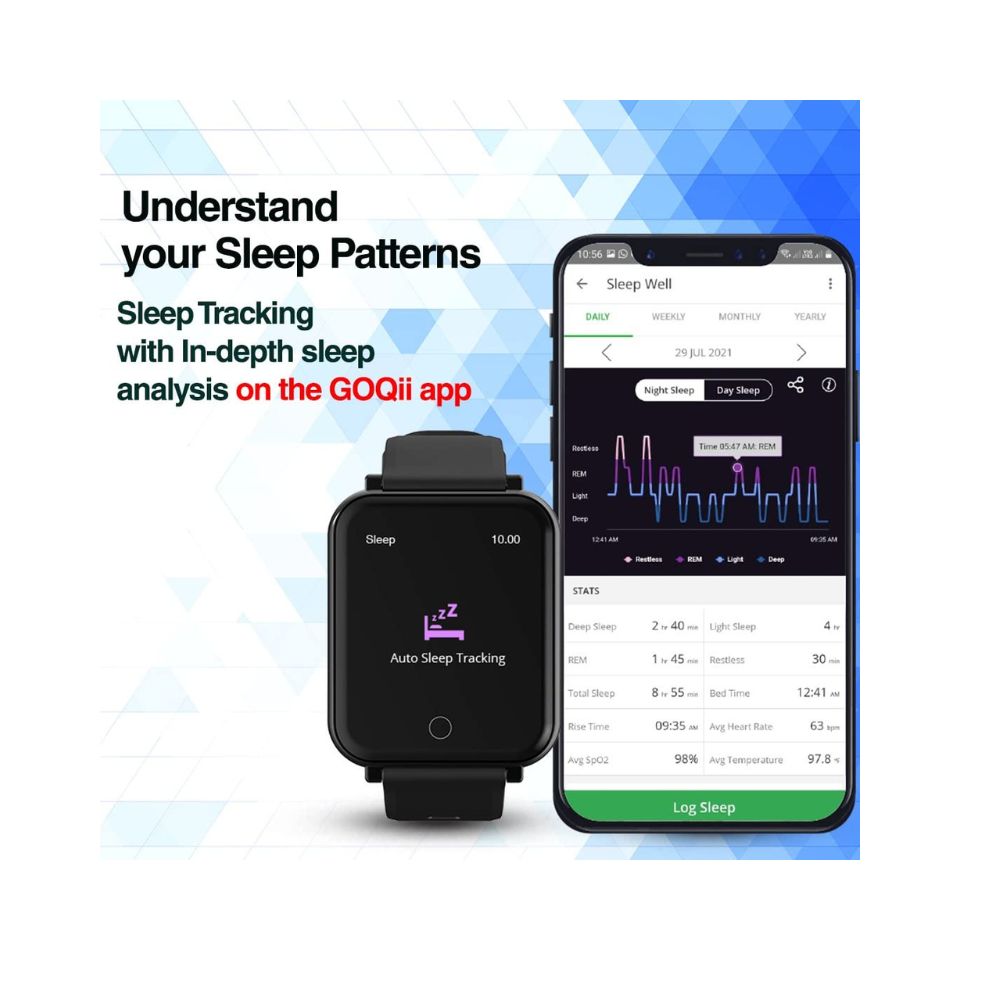 Understand
your Sleep Patterns
Sleep Tracking
with In-depth sleep
analysis on the GOQii app
Sleep 10.00
z z z
Auto Sleep Tracking
10:56
Sleep Well
DAILY WEEKLY MONTHLY YEARLY
29 JUL 2021
Night Sleep Day Sleep
Time 05:47 AM: REM
Restless
REM
Light
Deep
12:41 AM 09:35 AM
Restless REM Light Deep
STATS
Deep Sleep 2 hr 40 min Light Sleep 4 hr
REM 1 hr 45 min Restless 30 min
Total Sleep 8 hr 55 min Bed Time 12:41 AM
Rise Time 09:35 AM Avg Heart Rate 63 bpm
Avg SpO2 98% Avg Temperature 97.8
Log Sleep